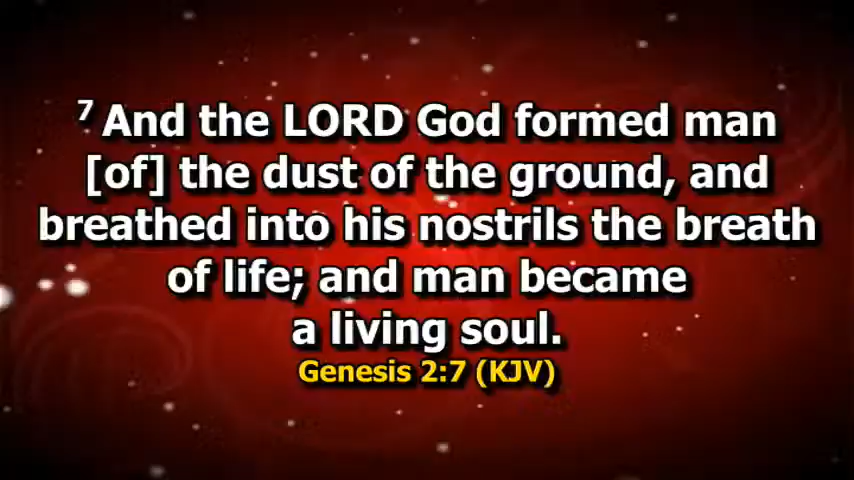 7 And the LORD God formed man
[of] the dust of the ground, and
breathed into his nostrils the breath
of life; and man became
a living soul.
Genesis 2:7 (KJV)